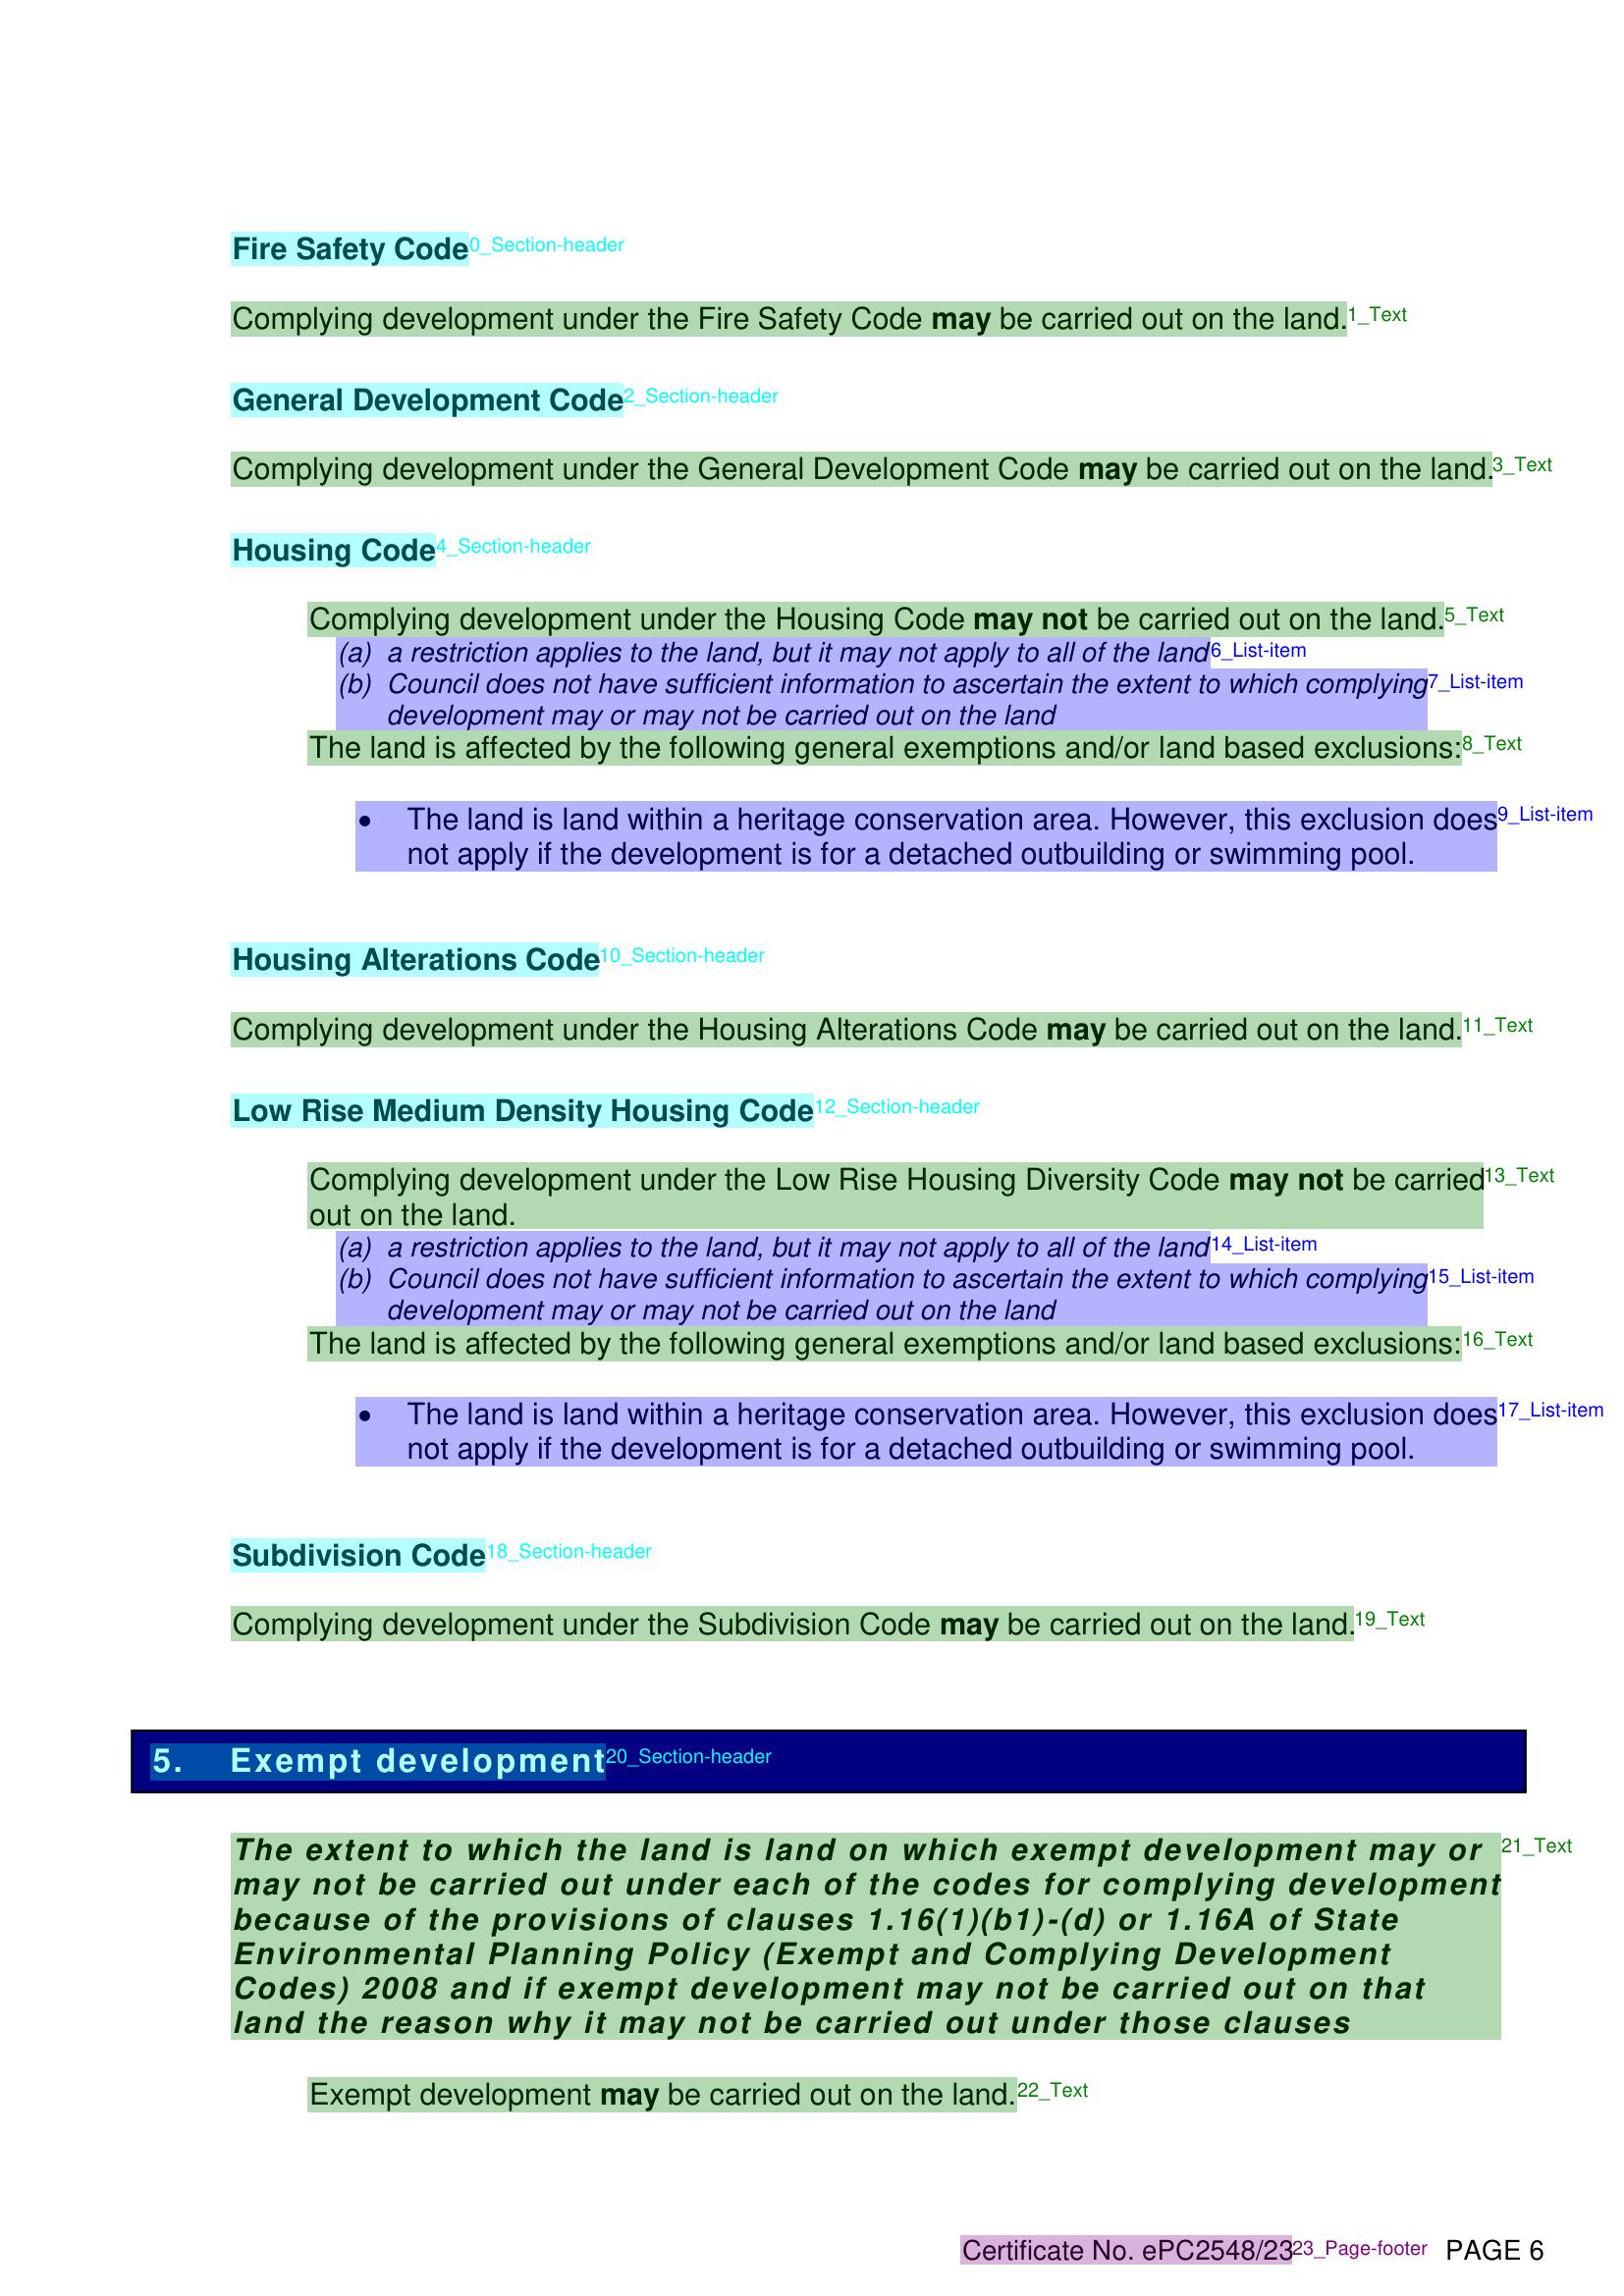 Fire Safety Code0_Section-header
Complying development under the Fire Safety Code may be carried out on the land.1_Text
General Development Code2_Section-header
Complying development under the General Development Code may be carried out on the land.3_Text
Housing Code4_Section-header
Complying development under the Housing Code may not be carried out on the land.5_Text
(a) a restriction applies to the land, but it may not apply to all of the land6_List-item
(b) Council does not have sufficient information to ascertain the extent to which complying7_List-item
development may or may not be carried out on the land
The land is affected by the following general exemptions and/or land based exclusions:8_Text
• The land is land within a heritage conservation area. However, this exclusion does9_List-item
not apply if the development is for a detached outbuilding or swimming pool.
Housing Alterations Code10_Section-header
Complying development under the Housing Alterations Code may be carried out on the land.11_Text
Low Rise Medium Density Housing Code12_Section-header
Complying development under the Low Rise Housing Diversity Code may not be carried13_Text
out on the land.
(a) a restriction applies to the land, but it may not apply to all of the land14_List-item
(b) Council does not have sufficient information to ascertain the extent to which complying15_List-item
development may or may not be carried out on the land
The land is affected by the following general exemptions and/or land based exclusions:16_Text
• The land is land within a heritage conservation area. However, this exclusion does17_List-item
not apply if the development is for a detached outbuilding or swimming pool.
Subdivision Code18_Section-header
Complying development under the Subdivision Code may be carried out on the land.19_Text
5. Exempt development20_Section-header
The extent to which the land is land on which exempt development may or 21_Text
may not be carried out under each of the codes for complying development
because of the provisions of clauses 1.16(1)(b1)-(d) or 1.16A of State
Environmental Planning Policy (Exempt and Complying Development
Codes) 2008 and if exempt development may not be carried out on that
land the reason why it may not be carried out under those clauses
Exempt development may be carried out on the land.22_Text
Certificate No. ePC2548/2323_Page-footer PAGE 6